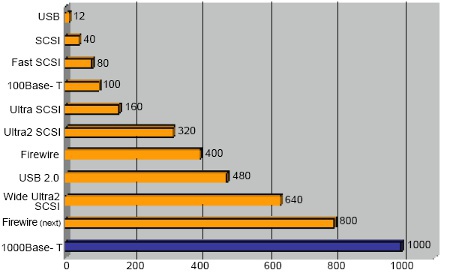 USB 12
SCSI 40
Fast SCSI 80
100Base- T 100
Ultra SCSI 160
Ultra2 SCSI 320
Firewire 400
USB 2.0 480
Wide Ultra2
SCSI 640
Firewire (next) 800
1000Base- T 1000
0 200 400 600 800 1000